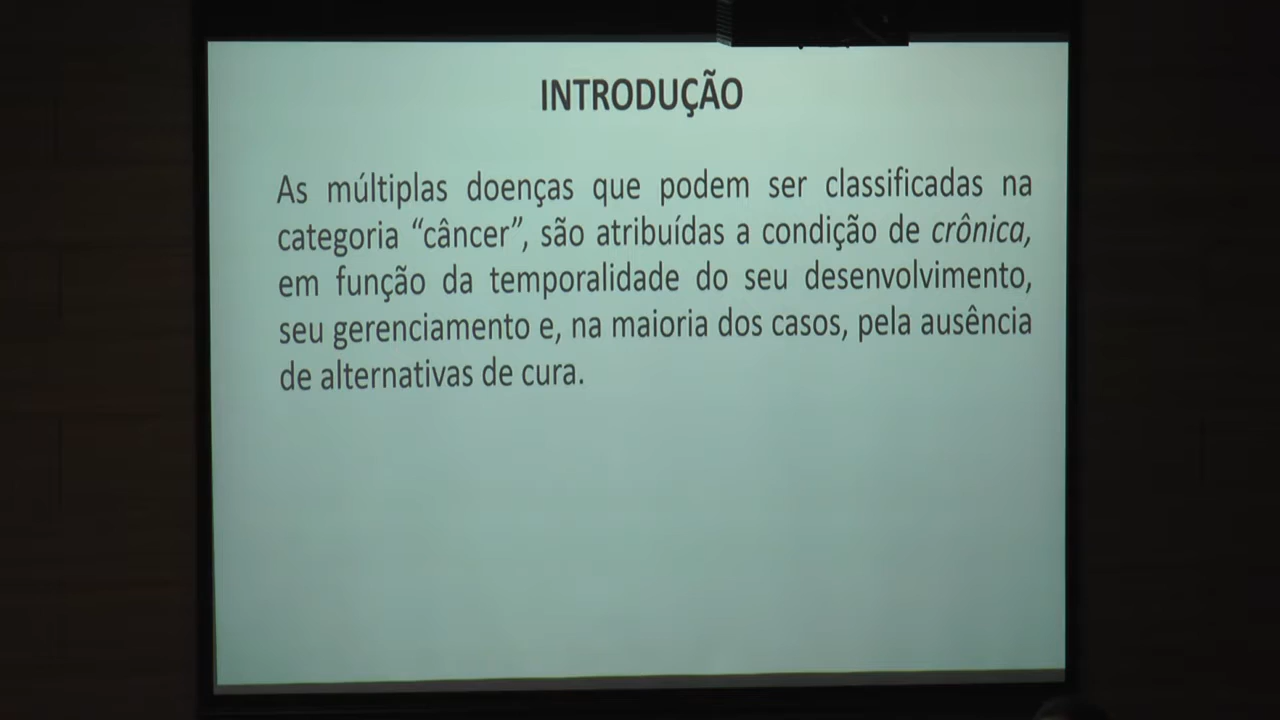 INTRODUÇÃO
As múltiplas doenças que podem ser classificadas na
categoria “câncer”, são atribuídas a condição de crônica,
em função da temporalidade do seu desenvolvimento,
seu gerenciamento e, na maioria dos casos, pela ausência
de alternativas de cura.